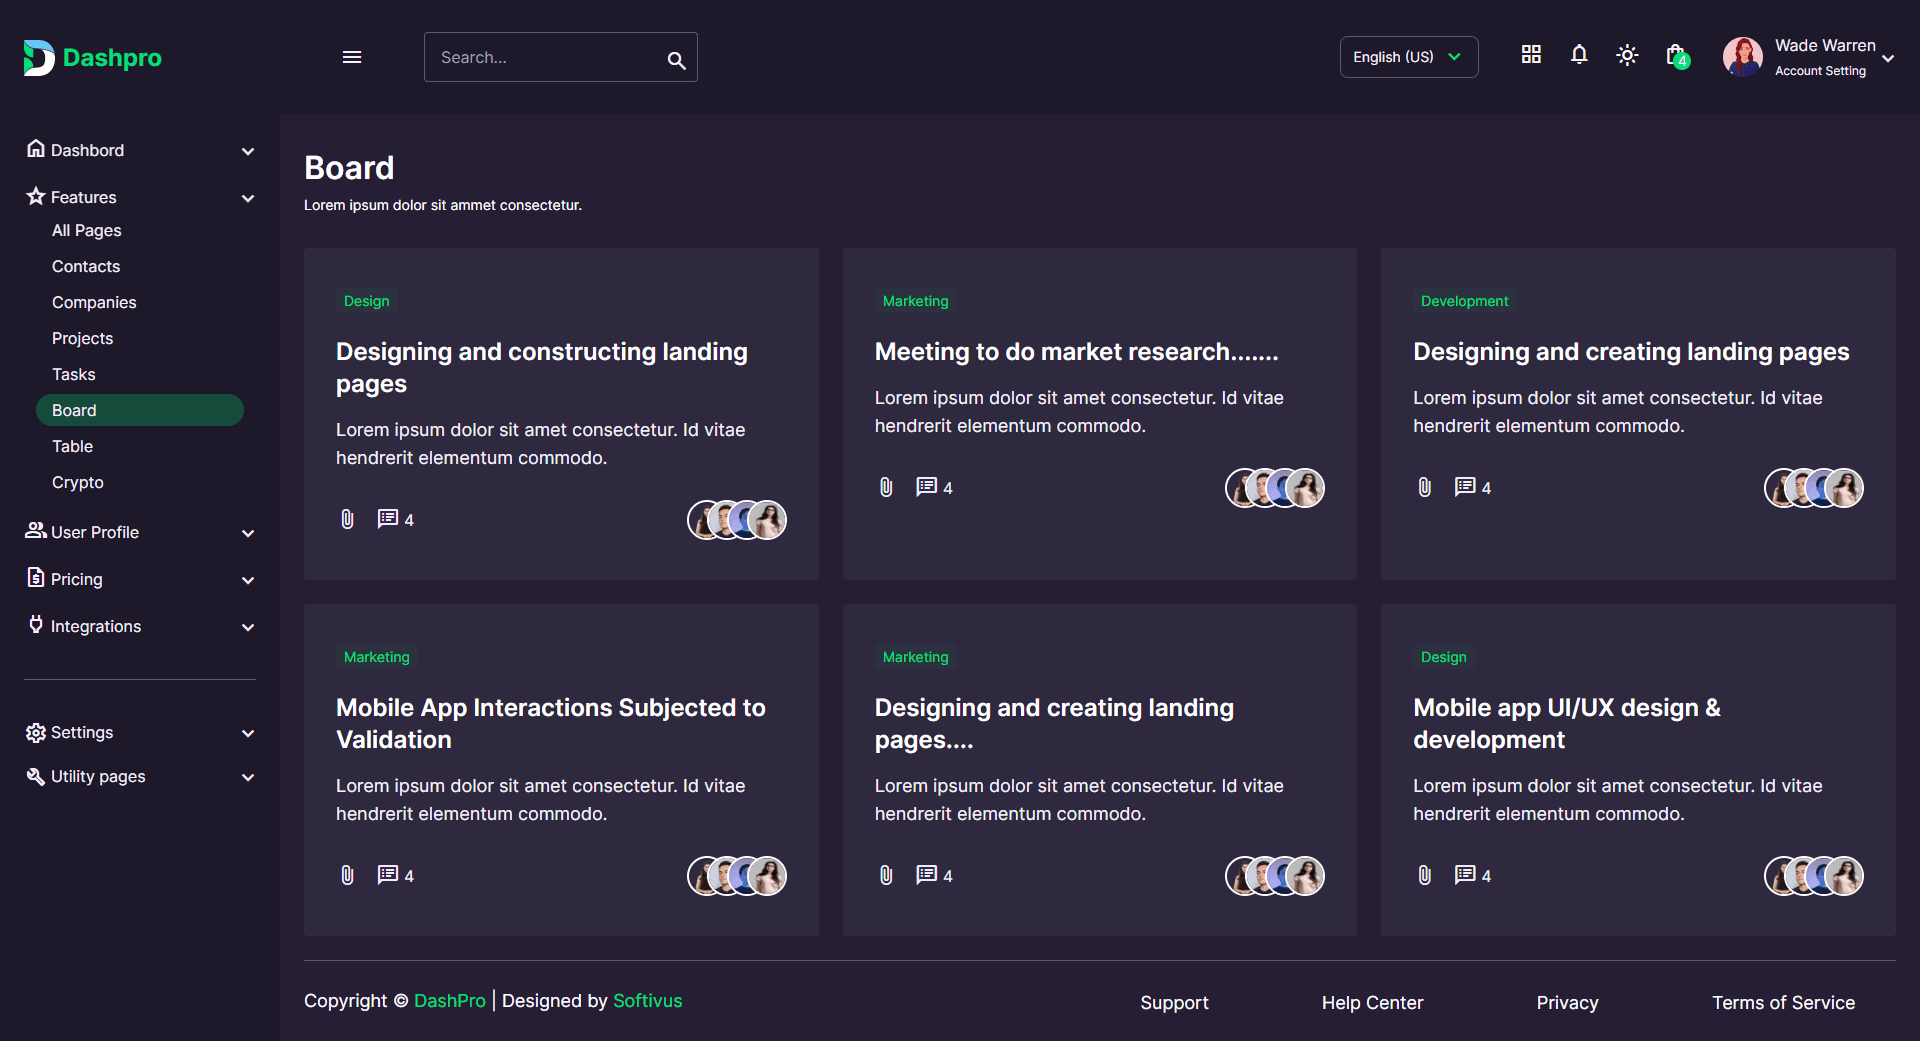 Dashpro
Search...
English (US)
4
Wade Warren
Account Setting
Dashbord
Features
All Pages
Contacts
Companies
Projects
Tasks
Board
Table
Crypto
User Profile
Pricing
Integrations
Settings
Utility pages
Board
Lorem ipsum dolor sit ammet consectetur.
Design
Designing and constructing landing
pages
Lorem ipsum dolor sit amet consectetur. Id vitae
hendrerit elementum commodo.
4
Marketing
Meeting to do market research.......
Lorem ipsum dolor sit amet consectetur. Id vitae
hendrerit elementum commodo.
4
Development
Designing and creating landing pages
Lorem ipsum dolor sit amet consectetur. Id vitae
hendrerit elementum commodo.
4
Marketing
Mobile App Interactions Subjected to
Validation
Lorem ipsum dolor sit amet consectetur. Id vitae
hendrerit elementum commodo.
4
Marketing
Designing and creating landing
pages....
Lorem ipsum dolor sit amet consectetur. Id vitae
hendrerit elementum commodo.
4
Design
Mobile app UI/UX design &
development
Lorem ipsum dolor sit amet consectetur. Id vitae
hendrerit elementum commodo.
4
Copyright © DashPro | Designed by Softivus
Support
Help Center
Privacy
Terms of Service